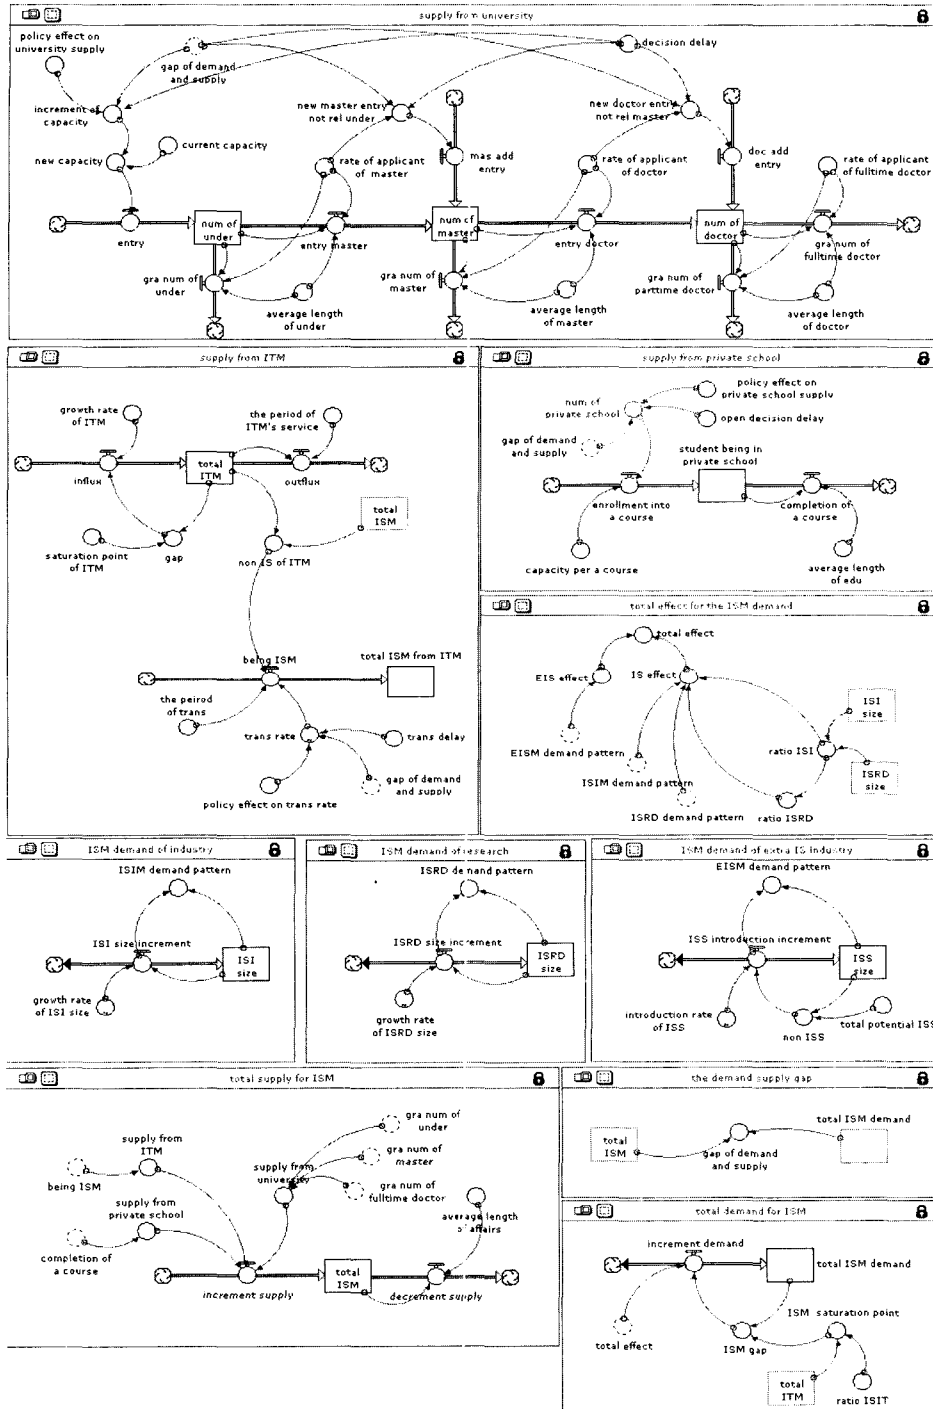 supply from university
policy effect on
university supply
gap of demand
and supply
decision delay
increment of
capacity
new master entry
not rel under
new doctor entry
not rel master
new capacity
current capacity
rate of applicant
of master
mas add
entry
rate of applicant
of doctor
doc add
entry
rate of applicant
of fulltime doctor
entry
num of
under
entry master
num of
master
entry doctor
num of
doctor
gra num of
fulltime doctor
gra num of
under
average length
of under
gra num of
master
average length
of master
gra num of
parttime doctor
average length
of doctor
supply from ITM
growth rate
of ITM
the period of
ITM's service
influx
total
ITM
outflux
total
ISM
saturation point
of ITM
gap
non IS of ITM
being ISM
total ISM from ITM
the peirod
of trans
trans rate
trans delay
policy effect on trans rate
gap of demand
and supply
supply from private school
num of
private school
policy effect on
private school supply
open decision delay
gap of demand
and supply
student being in
private school
enrollment into
a course
completion of
a course
capacity per a course
average length
of edu
total effect for the ISM demand
total effect
EIS effect
IS effect
ISI
size
EISM demand pattern
ratio ISI
ISIM demand pattern
ISRD
size
ISRD demand pattern
ratio ISRD
ISM demand of industry
ISIM demand pattern
ISI size increment
ISI
size
growth rate
of ISI size
ISM demand of research
ISRD demand pattern
ISRD size increment
ISRD
size
growth rate
of ISRD size
ISM demand of extra IS industry
EISM demand pattern
ISS introduction increment
ISS
size
introduction rate
of ISS
non ISS
total potential ISS
total supply for ISM
supply from
ITM
gra num of
under
being ISM
supply from
university
gra num of
master
supply from
private school
gra num of
fulltime doctor
average length
of affairs
completion of
a course
increment supply
total
ISM
decrement supply
the demand supply gap
total
ISM
gap of demand
and supply
total ISM demand
total demand for ISM
increment demand
total ISM demand
total effect
ISM gap
ISM saturation point
total
ITM
ratio ISIT